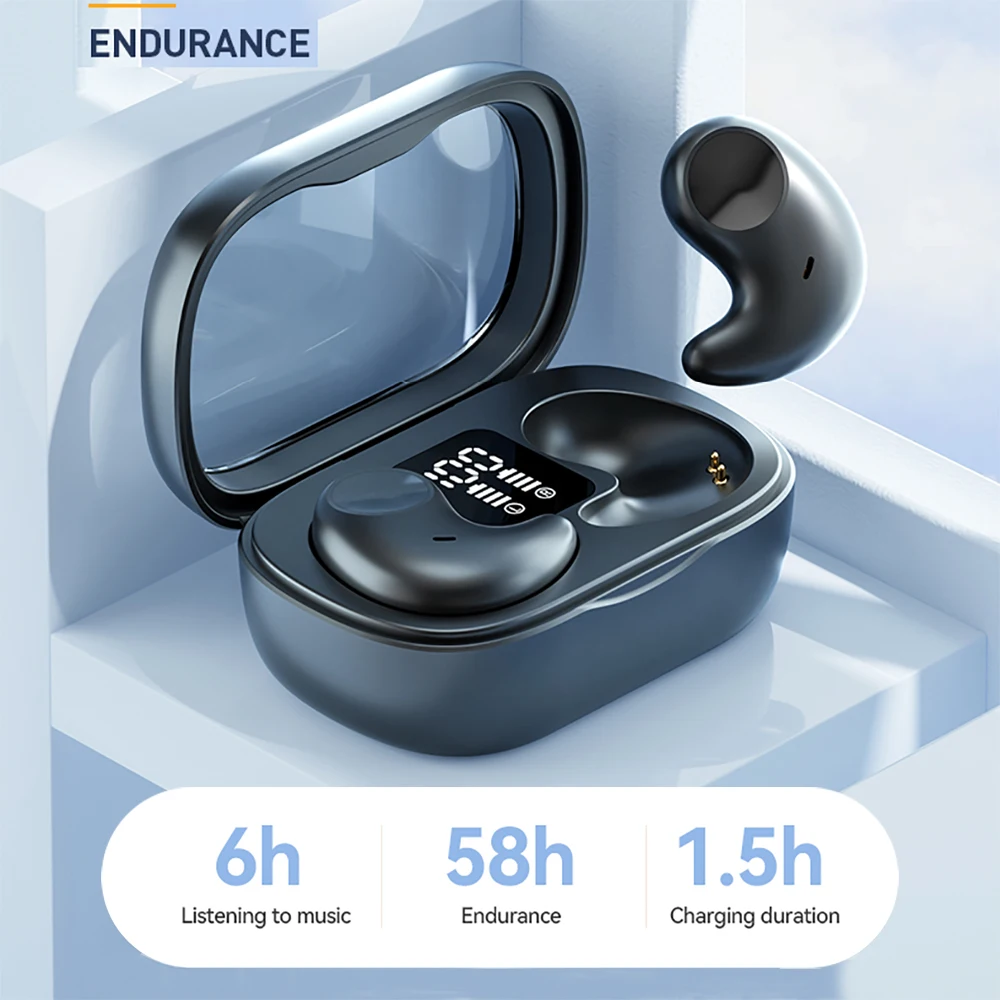 ENDURANCE
R
L
6h
58h
1.5h
Listening to music
Endurance
Charging duration